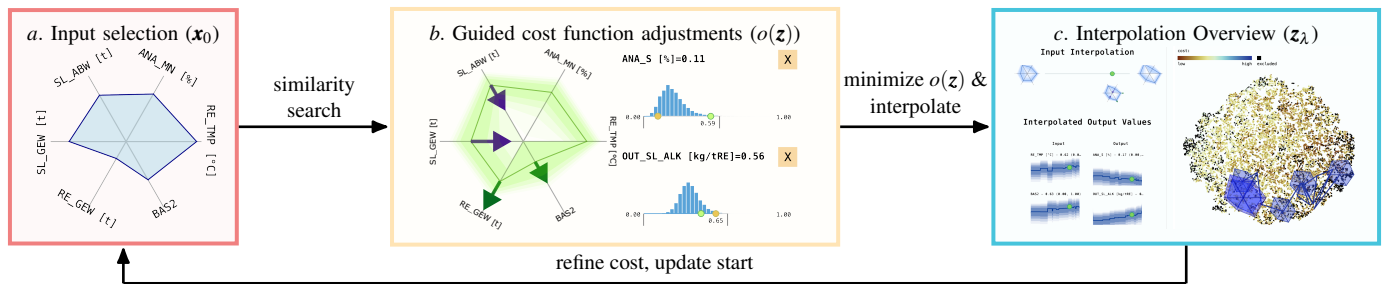 a. Input selection (x₀)
SL_ABW [t]
ANA_MN [%]
SL_GEW [t]
RE_TMP [°C]
RE_GEW [t]
BAS2
similarity
search
b. Guided cost function adjustments (o(z))
SL_ABW [t]
ANA_MN [%]
SL_GEW [t]
RE_TMP [%]
RE_GEW [t]
BAS2
ANA_S [%]=0.11
X
0.00
0.59
1.00
OUT_SL_ALK [kg/tRE]=0.56
X
0.00
0.65
1.00
minimize o(z) &
interpolate
c. Interpolation Overview (z_λ)
Input Interpolation
cost:
low
high
excluded
Interpolated Output Values
Input
Output
refine cost, update start